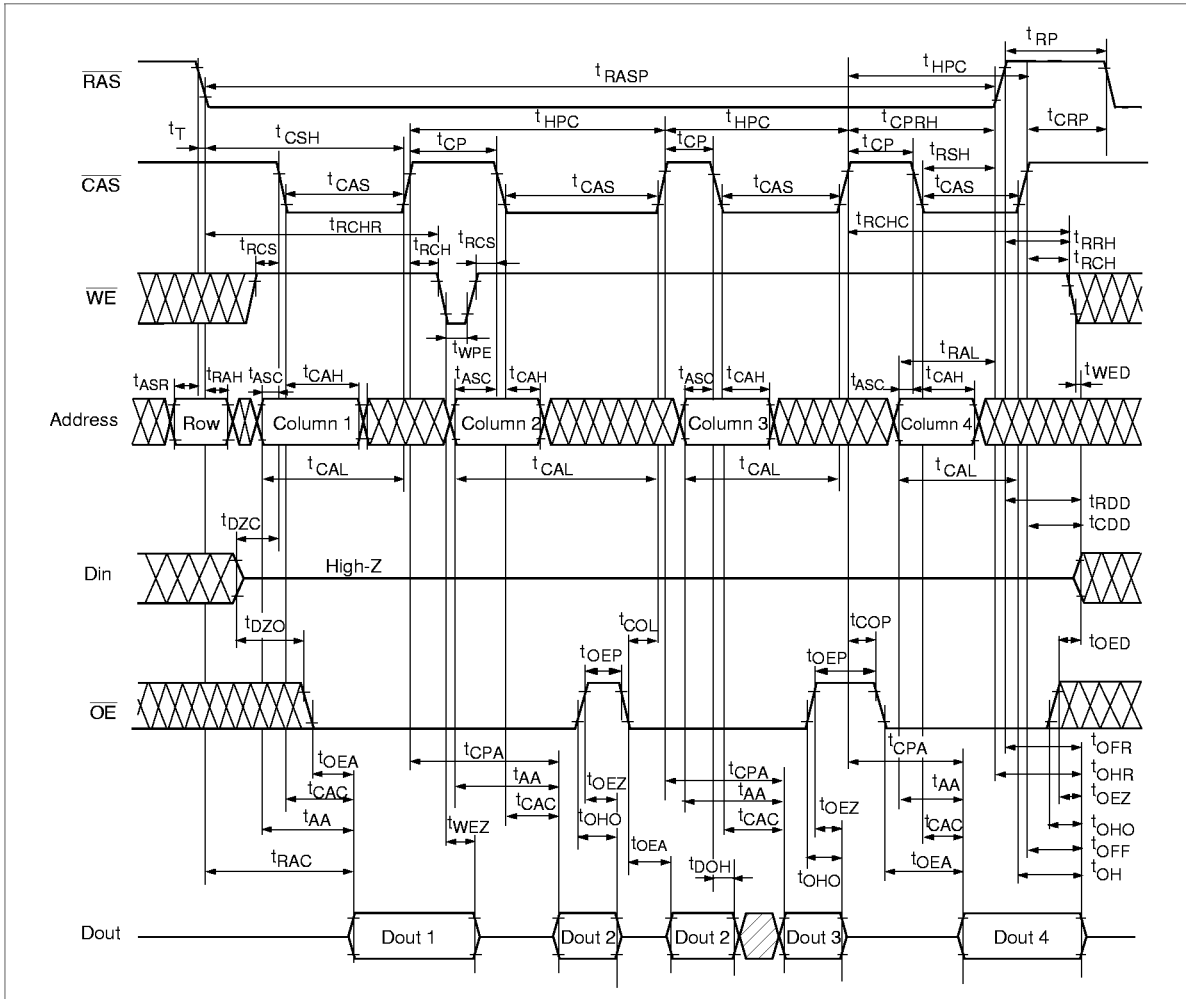 tRP
tHPC
RAS
tRASP
tT
tCSH
tHPC
tHPC
tCPRH
tCRP
tCP
tCP
tCP
tRSH
CAS
tCAS
tCAS
tCAS
tCAS
tRCHR
tRCHC
tRCS
tRCH
tRCS
tRRH
tRCH
WE
tWPE
tRAL
tWED
tASR
tRAH
tASC
tCAH
tASC
tCAH
tASC
tCAH
tASC
tCAH
Address
Row
Column 1
Column 2
Column 3
Column 4
tCAL
tCAL
tCAL
tCAL
tRDD
tCDD
tDZC
Din
High-Z
tDZO
tCOL
tCOP
tOED
tOEP
tOEP
OE
tOEA
tCPA
tCPA
tCPA
tOFR
tCAC
tAA
tOEZ
tAA
tOEZ
tAA
tOHR
tOEZ
tAA
tCAC
tWEZ
tOHO
tCAC
tCAC
tOHO
tRAC
tOEA
tDOH
tOHO
tOEA
tOFF
tOH
Dout
Dout 1
Dout 2
Dout 2
Dout 3
Dout 4